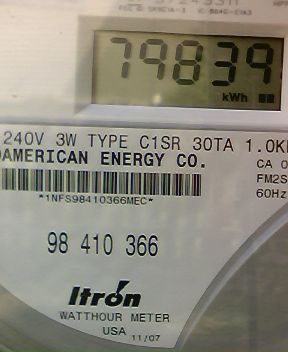 79839
kWh
240V 3W TYPE C1SR 30TA 1.0K
AMERICAN ENERGY CO.
CA 0
FM2S
60Hz
*1NFS98410366MEC*
98 410 366
Itron
WATTHOUR METER
USA 11/07